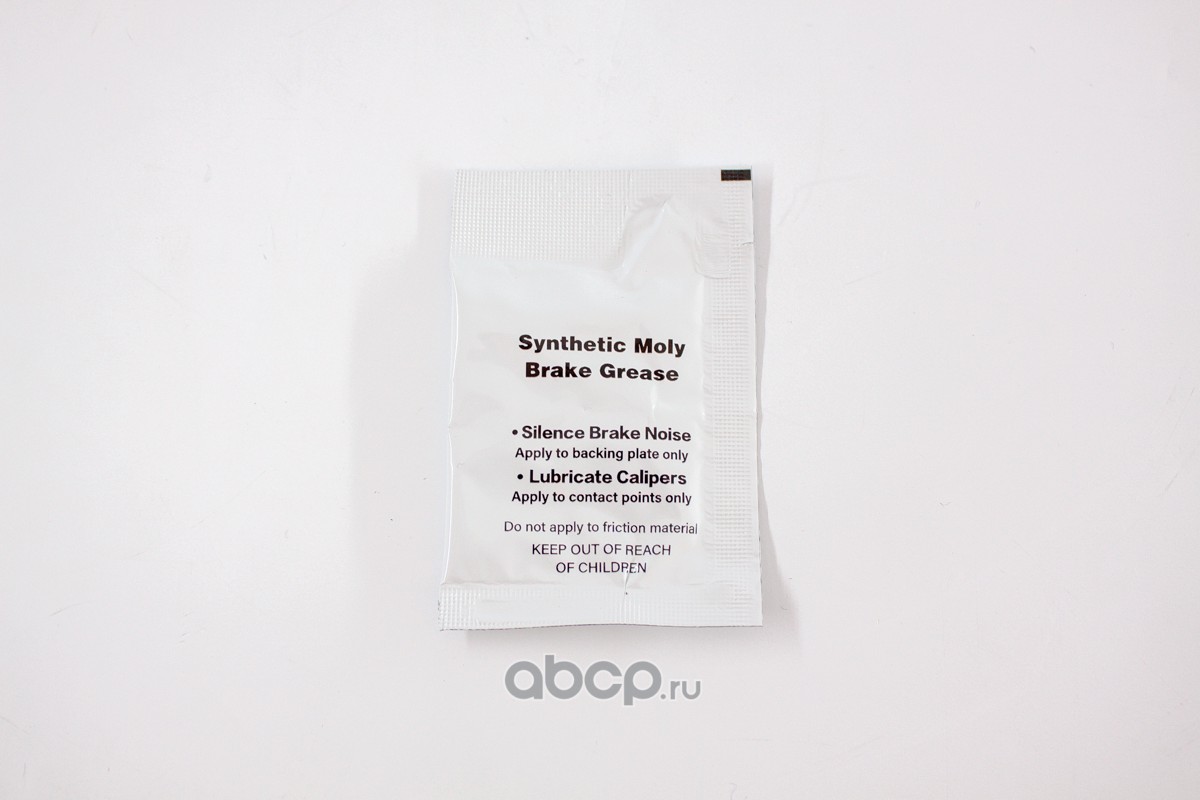 Synthetic Moly
Brake Grease
• Silence Brake Noise
Apply to backing plate only
• Lubricate Calipers
Apply to contact points only
Do not apply to friction material
KEEP OUT OF REACH
OF CHILDREN
abcp.ru